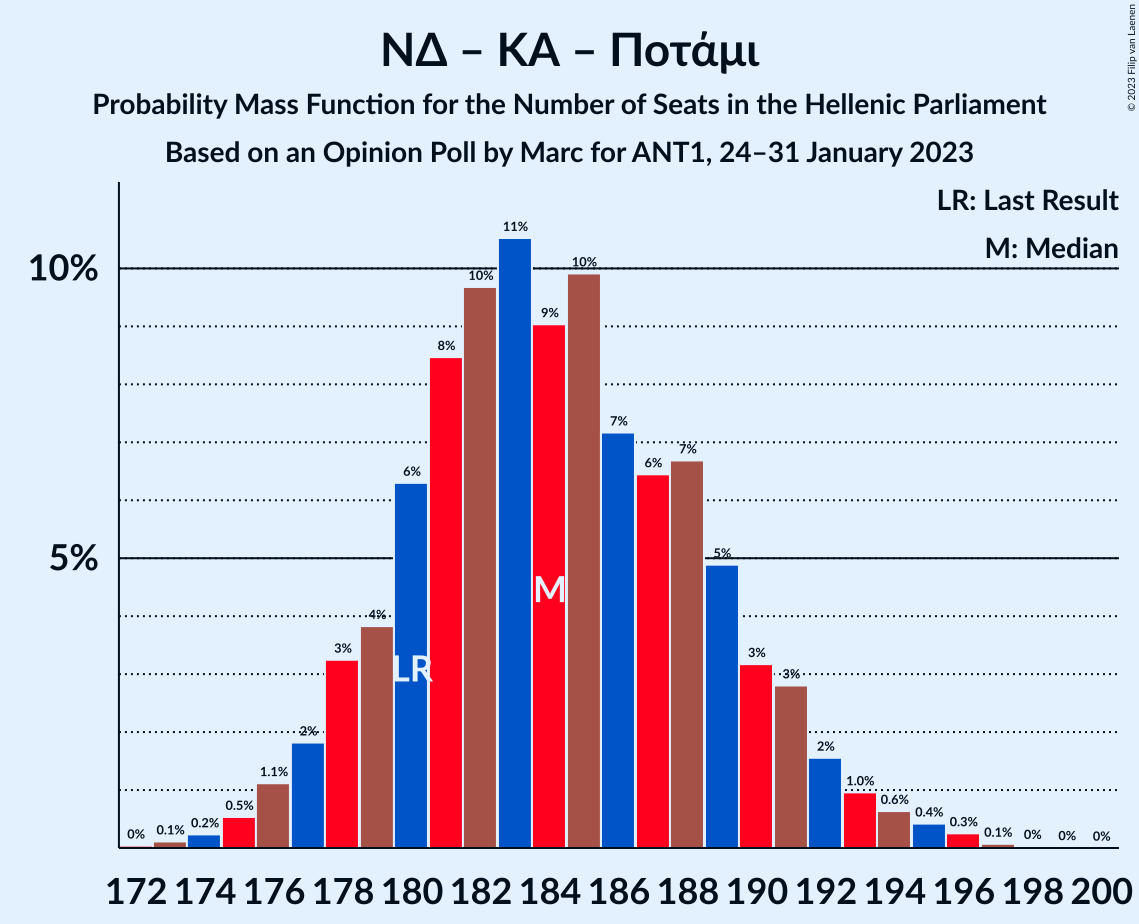 ΝΔ – ΚΑ – Ποτάμι
Probability Mass Function for the Number of Seats in the Hellenic Parliament
Based on an Opinion Poll by Marc for ANT1, 24–31 January 2023
© 2023 Filip van Laenen
LR: Last Result
M: Median
10%
5%
0% 0.1% 0.2% 0.5% 1.1% 2% 3% 4% 6% 8% 10% 11% 9% 10% 7% 6% 7% 5% 3% 3% 2% 1.0% 0.6% 0.4% 0.3% 0.1% 0% 0% 0%
LR
M
172 174 176 178 180 182 184 186 188 190 192 194 196 198 200